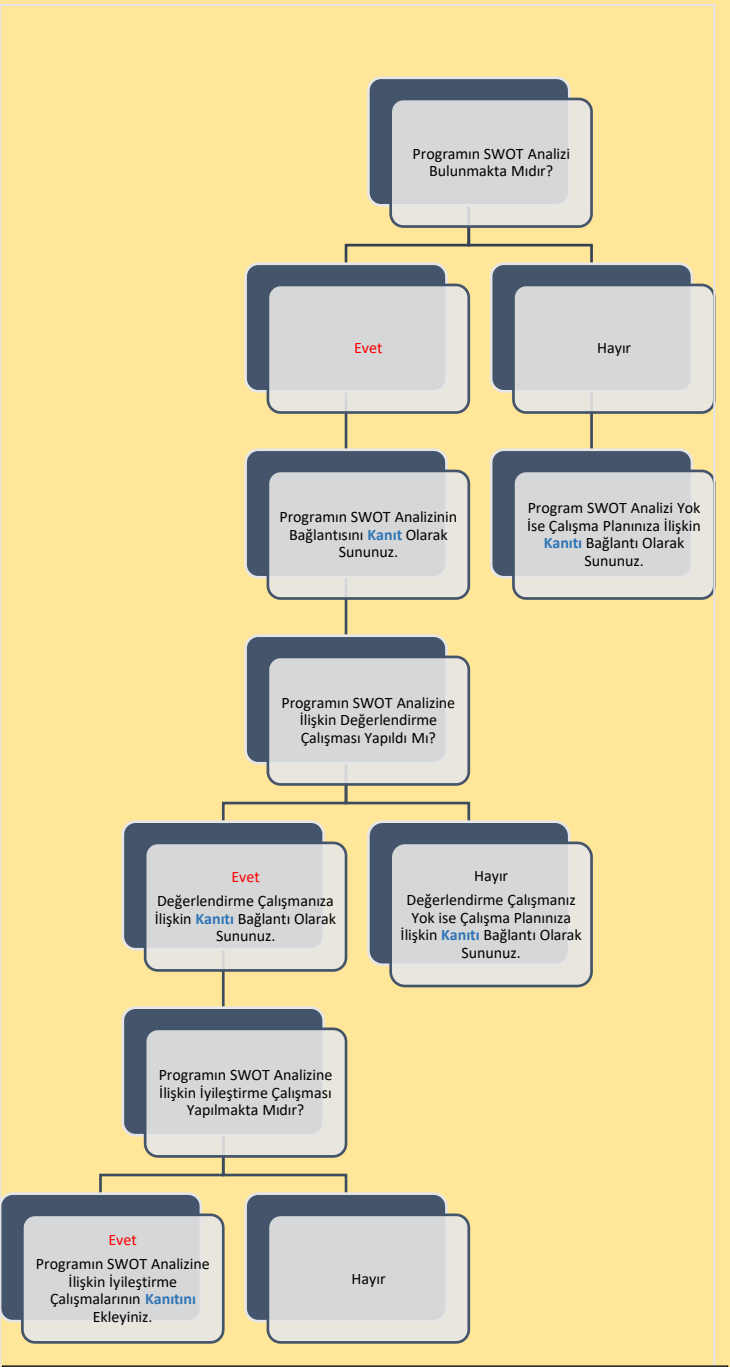 Programın SWOT Analizi
Bulunmakta Mıdır?
Evet
Hayır
Programın SWOT Analizinin
Bağlantısını Kanıt Olarak
Sununuz.
Program SWOT Analizi Yok
İse Çalışma Planınıza İlişkin
Kanıtı Bağlantı Olarak
Sununuz.
Programın SWOT Analizine
İlişkin Değerlendirme
Çalışması Yapıldı Mı?
Evet
Değerlendirme Çalışmanıza
İlişkin Kanıtı Bağlantı Olarak
Sununuz.
Hayır
Değerlendirme Çalışmanız
Yok ise Çalışma Planınıza
İlişkin Kanıtı Bağlantı Olarak
Sununuz.
Programın SWOT Analizine
İlişkin İyileştirme Çalışması
Yapılmakta Mıdır?
Evet
Programın SWOT Analizine
İlişkin İyileştirme
Çalışmalarının Kanıtını
Ekleyiniz.
Hayır